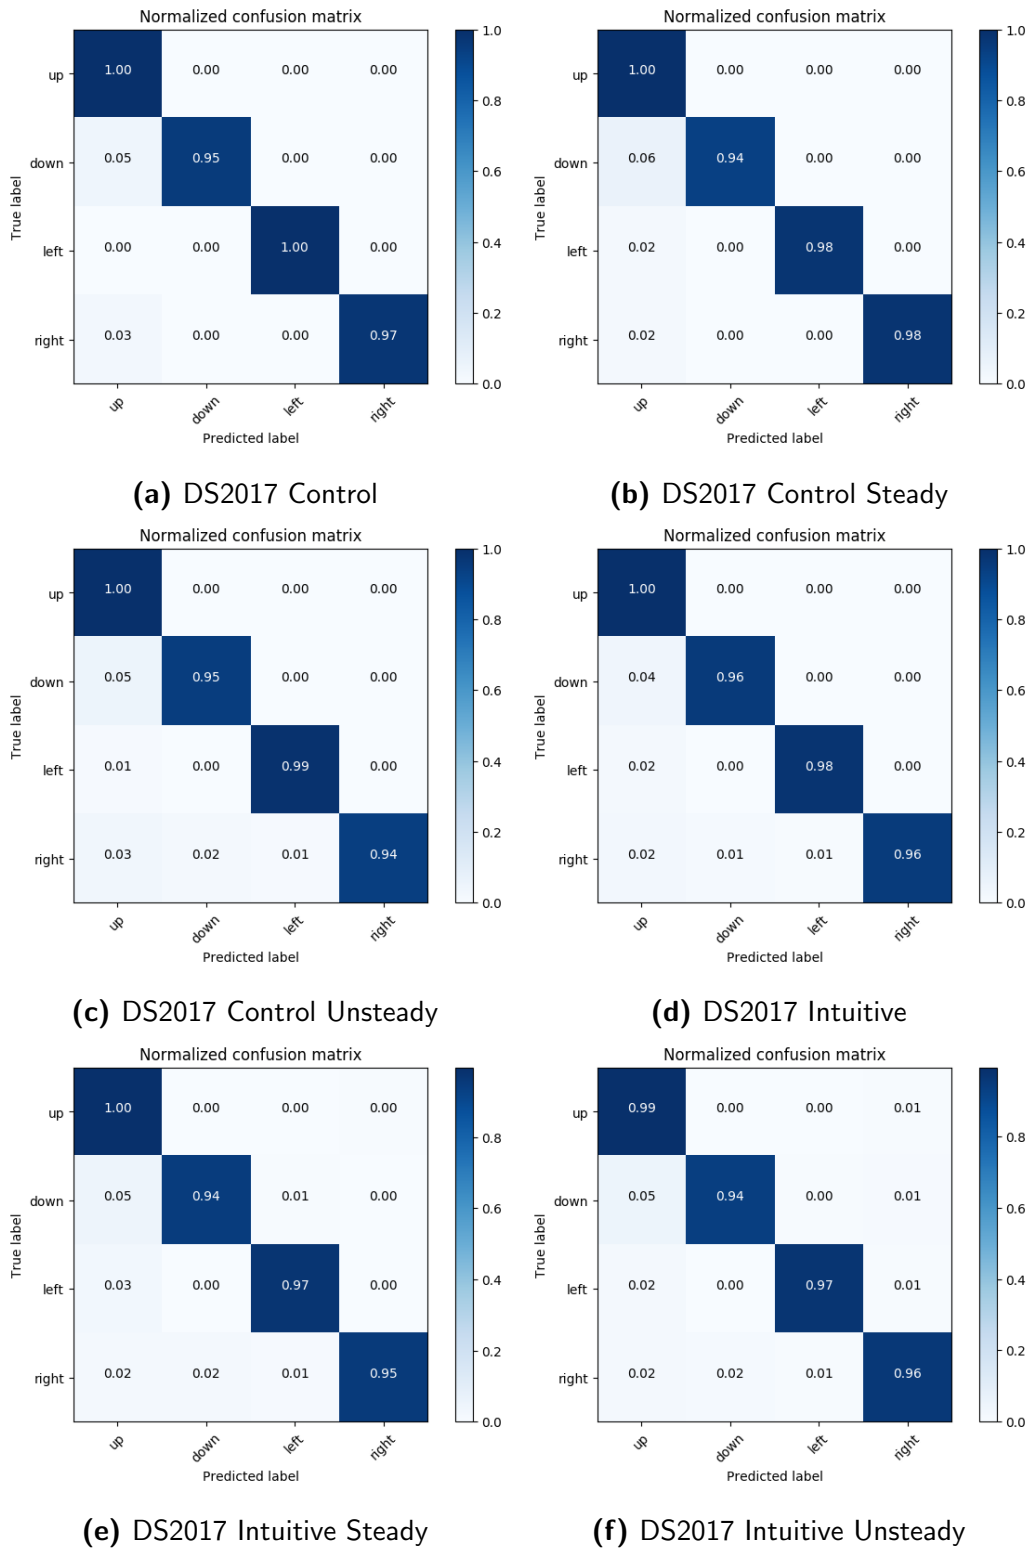 Normalized confusion matrix
True label
up 1.00 0.00 0.00 0.00
down 0.05 0.95 0.00 0.00
left 0.00 0.00 1.00 0.00
right 0.03 0.00 0.00 0.97
up down left right
Predicted label
1.0
0.8
0.6
0.4
0.2
0.0
(a) DS2017 Control
Normalized confusion matrix
True label
up 1.00 0.00 0.00 0.00
down 0.06 0.94 0.00 0.00
left 0.02 0.00 0.98 0.00
right 0.02 0.00 0.00 0.98
up down left right
Predicted label
1.0
0.8
0.6
0.4
0.2
0.0
(b) DS2017 Control Steady
Normalized confusion matrix
True label
up 1.00 0.00 0.00 0.00
down 0.05 0.95 0.00 0.00
left 0.01 0.00 0.99 0.00
right 0.03 0.02 0.01 0.94
up down left right
Predicted label
1.0
0.8
0.6
0.4
0.2
0.0
(c) DS2017 Control Unsteady
Normalized confusion matrix
True label
up 1.00 0.00 0.00 0.00
down 0.04 0.96 0.00 0.00
left 0.02 0.00 0.98 0.00
right 0.02 0.01 0.01 0.96
up down left right
Predicted label
1.0
0.8
0.6
0.4
0.2
0.0
(d) DS2017 Intuitive
Normalized confusion matrix
True label
up 1.00 0.00 0.00 0.00
down 0.05 0.94 0.01 0.00
left 0.03 0.00 0.97 0.00
right 0.02 0.02 0.01 0.95
up down left right
Predicted label
0.8
0.6
0.4
0.2
0.0
(e) DS2017 Intuitive Steady
Normalized confusion matrix
True label
up 0.99 0.00 0.00 0.01
down 0.05 0.94 0.00 0.01
left 0.02 0.00 0.97 0.01
right 0.02 0.02 0.01 0.96
up down left right
Predicted label
0.8
0.6
0.4
0.2
0.0
(f) DS2017 Intuitive Unsteady